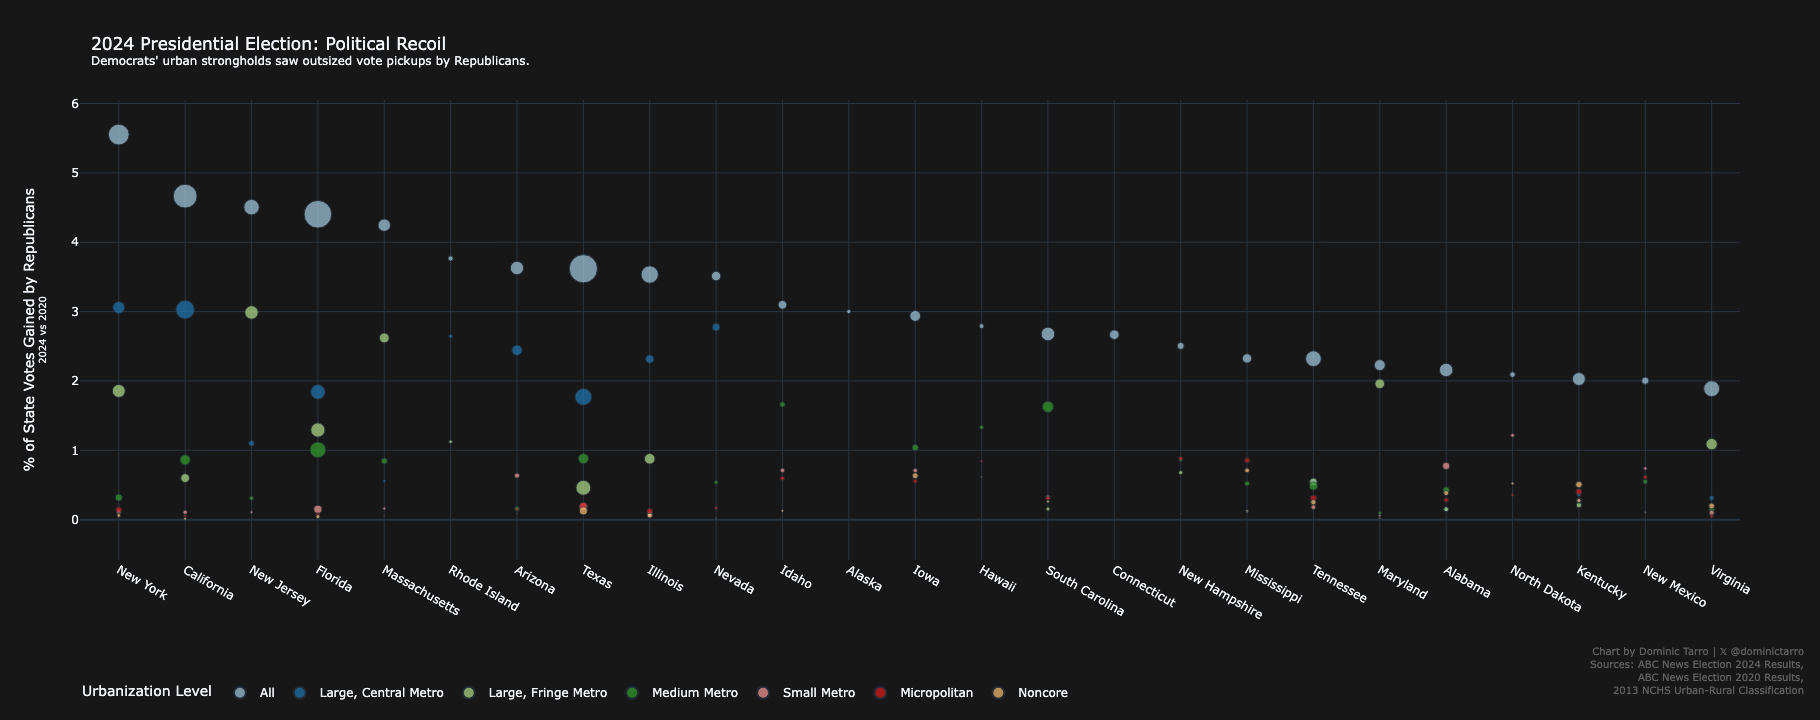 2024 Presidential Election: Political Recoil
Democrats' urban strongholds saw outsized vote pickups by Republicans.
% of State Votes Gained by Republicans
2024 vs 2020
6
5
4
3
2
1
0
New York
California
New Jersey
Florida
Massachusetts
Rhode Island
Arizona
Texas
Illinois
Nevada
Idaho
Alaska
Iowa
Hawaii
South Carolina
Connecticut
New Hampshire
Mississippi
Tennessee
Maryland
Alabama
North Dakota
Kentucky
New Mexico
Virginia
Chart by Dominic Tarro | 𝕏 @dominictarro
Sources: ABC News Election 2024 Results,
ABC News Election 2020 Results,
2013 NCHS Urban-Rural Classification
Urbanization Level All Large, Central Metro Large, Fringe Metro Medium Metro Small Metro Micropolitan Noncore